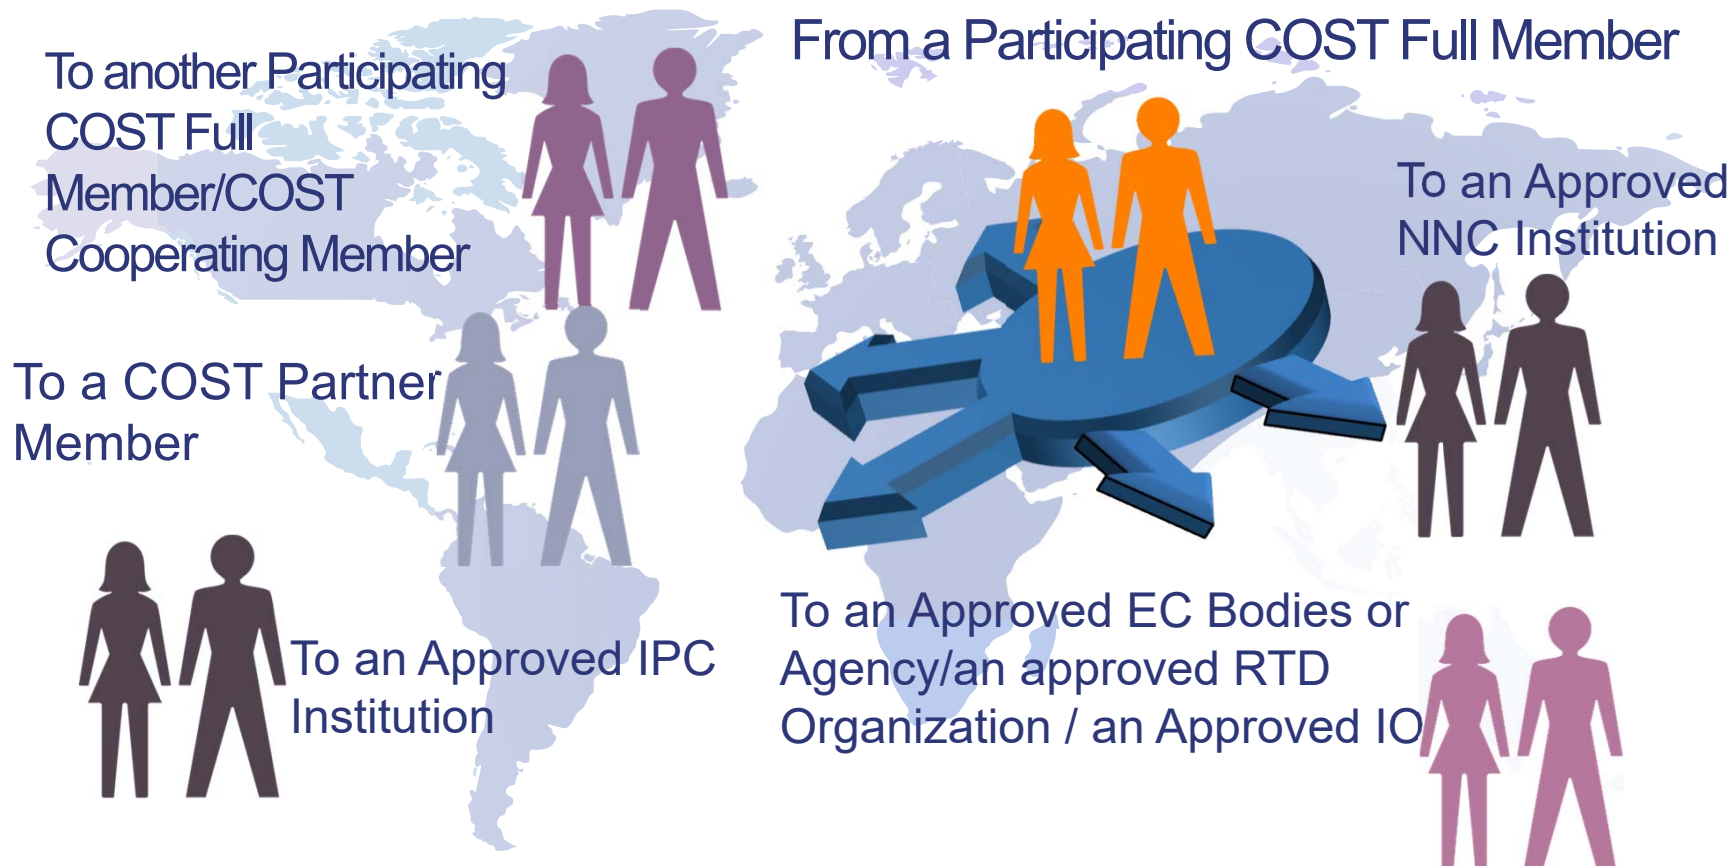 From a Participating COST Full Member
To another Participating
COST Full
Member/COST
Cooperating Member
To an Approved
NNC Institution
To a COST Partner
Member
To an Approved IPC
Institution
To an Approved EC Bodies or
Agency/an approved RTD
Organization / an Approved IO